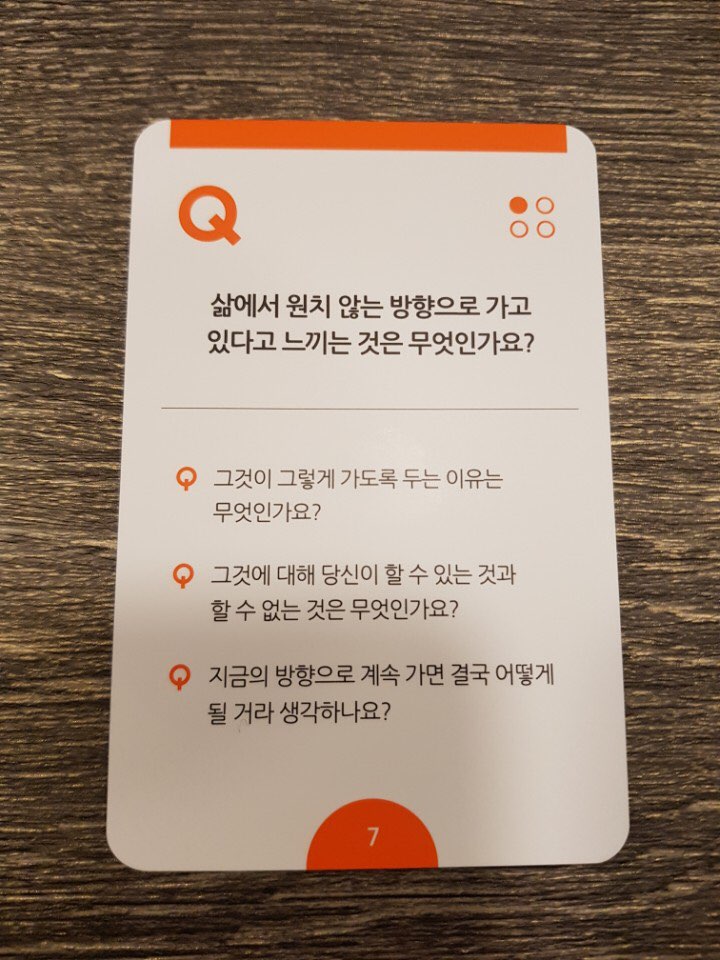 Q
삶에서 원치 않는 방향으로 가고
있다고 느끼는 것은 무엇인가요?
Q 그것이 그렇게 가도록 두는 이유는
무엇인가요?
Q 그것에 대해 당신이 할 수 있는 것과
할 수 없는 것은 무엇인가요?
Q 지금의 방향으로 계속 가면 결국 어떻게
될 거라 생각하나요?
7